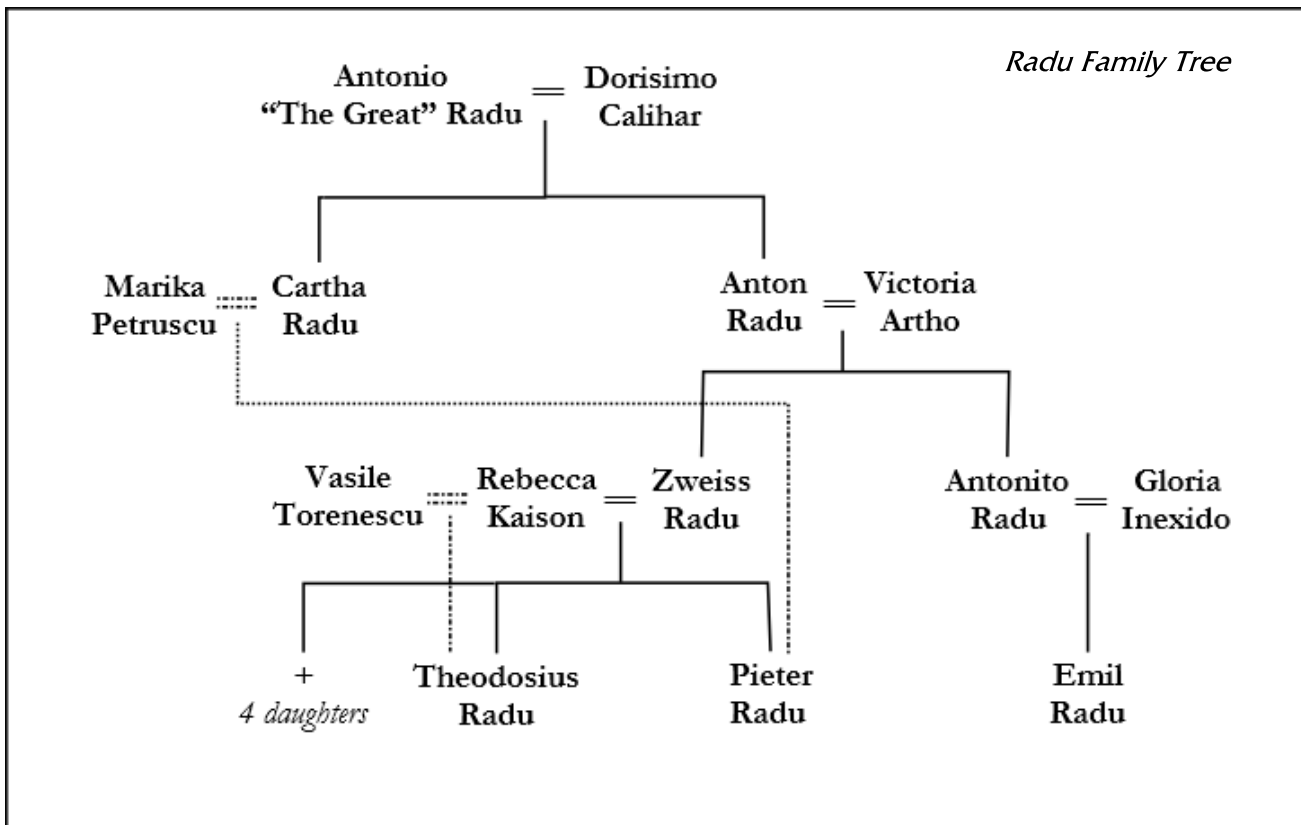 Radu Family Tree
Antonio
“The Great” Radu
Dorisimo
Calihar
Marika
Petruscu
Cartha
Radu
Anton
Radu
Victoria
Artho
Vasile
Torenescu
Rebecca
Kaison
Zweiss
Radu
Antonito
Radu
Gloria
Inexido
+
4 daughters
Theodosius
Radu
Pieter
Radu
Emil
Radu